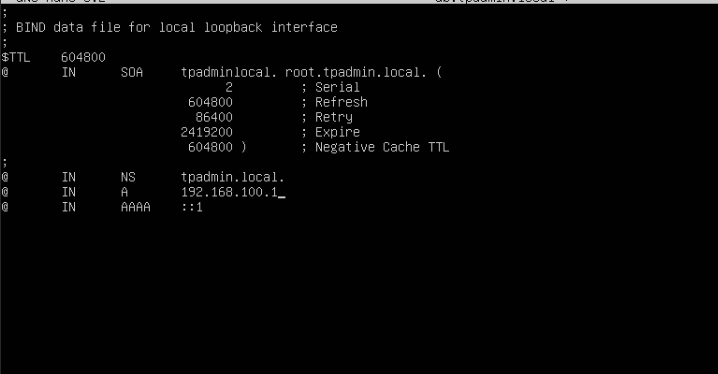 ;
; BIND data file for local loopback interface
;
$TTL 604800
@ IN SOA tpadminlocal. root.tpadmin.local. (
2 ; Serial
604800 ; Refresh
86400 ; Retry
2419200 ; Expire
604800 ) ; Negative Cache TTL
;
@ IN NS tpadmin.local.
@ IN A 192.168.100.1_
@ IN AAAA ::1